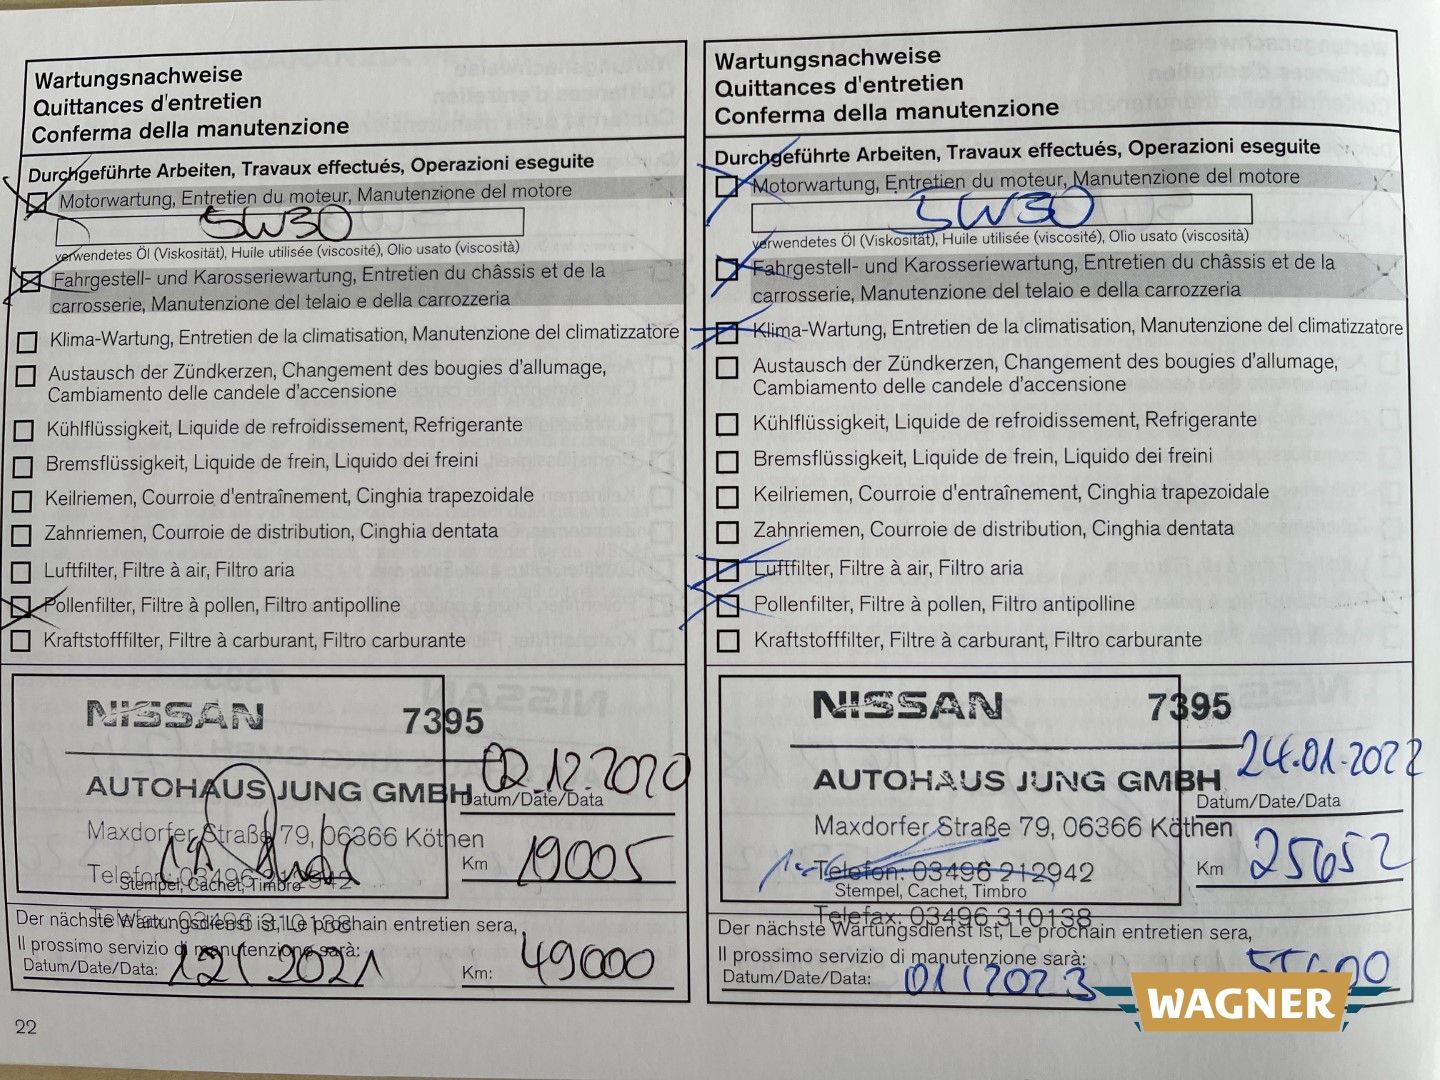 Wartungsnachweise
Quittances d'entretien
Conferma della manutenzione
Durchgeführte Arbeiten, Travaux effectués, Operazioni eseguite
Motorwartung, Entretien du moteur, Manutenzione del motore
5W30
verwendetes Öl (Viskosität), Huile utilisée (viscosité), Olio usato (viscosità)
Fahrgestell- und Karosseriewartung, Entretien du châssis et de la
carrosserie, Manutenzione del telaio e della carrozzeria
Klima-Wartung, Entretien de la climatisation, Manutenzione del climatizzatore
Austausch der Zündkerzen, Changement des bougies d'allumage,
Cambiamento delle candele d'accensione
Kühlflüssigkeit, Liquide de refroidissement, Refrigerante
Bremsflüssigkeit, Liquide de frein, Liquido dei freini
Keilriemen, Courroie d'entraînement, Cinghia trapezoidale
Zahnriemen, Courroie de distribution, Cinghia dentata
Luftfilter, Filtre à air, Filtro aria
Pollenfilter, Filtre à pollen, Filtro antipolline
Kraftstofffilter, Filtre à carburant, Filtro carburante
NISSAN 7395
AUTOHAUS JUNG GMBH
02.12.2020
Datum/Date/Data
Maxdorfer Straße 79, 06366 Köthen
Km 19005
Telefon: 03496 212942
Stempel, Cachet, Timbro
Telefax: 03496 310138
Der nächste Wartungsdienst ist, Le prochain entretien sera,
Il prossimo servizio di manutenzione sarà:
Datum/Date/Data: 12/2021 Km: 49000
22
Wartungsnachweise
Quittances d'entretien
Conferma della manutenzione
Durchgeführte Arbeiten, Travaux effectués, Operazioni eseguite
Motorwartung, Entretien du moteur, Manutenzione del motore
5W30
verwendetes Öl (Viskosität), Huile utilisée (viscosité), Olio usato (viscosità)
Fahrgestell- und Karosseriewartung, Entretien du châssis et de la
carrosserie, Manutenzione del telaio e della carrozzeria
Klima-Wartung, Entretien de la climatisation, Manutenzione del climatizzatore
Austausch der Zündkerzen, Changement des bougies d'allumage,
Cambiamento delle candele d'accensione
Kühlflüssigkeit, Liquide de refroidissement, Refrigerante
Bremsflüssigkeit, Liquide de frein, Liquido dei freini
Keilriemen, Courroie d'entraînement, Cinghia trapezoidale
Zahnriemen, Courroie de distribution, Cinghia dentata
Luftfilter, Filtre à air, Filtro aria
Pollenfilter, Filtre à pollen, Filtro antipolline
Kraftstofffilter, Filtre à carburant, Filtro carburante
NISSAN 7395
AUTOHAUS JUNG GMBH
24.01.2022
Datum/Date/Data
Maxdorfer Straße 79, 06366 Köthen
Km 25652
Telefon: 03496 212942
Stempel, Cachet, Timbro
Telefax: 03496 310138
Der nächste Wartungsdienst ist, Le prochain entretien sera,
Il prossimo servizio di manutenzione sarà:
Datum/Date/Data: 01/2023
WAGNER